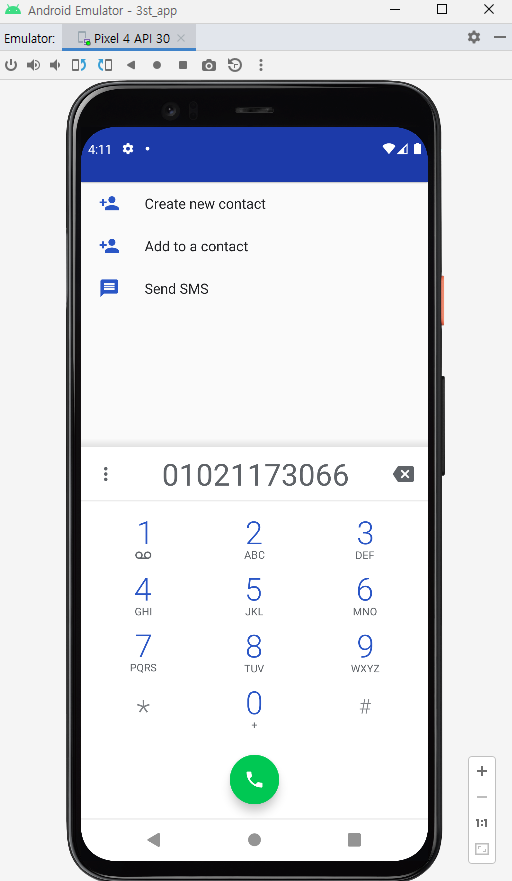 Android Emulator - 3st_app
Emulator: Pixel 4 API 30
4:11
Create new contact
Add to a contact
Send SMS
01021173066
1 2 3
ABC DEF
4 5 6
GHI JKL MNO
7 8 9
PQRS TUV WXYZ
* 0 #
+
1:1